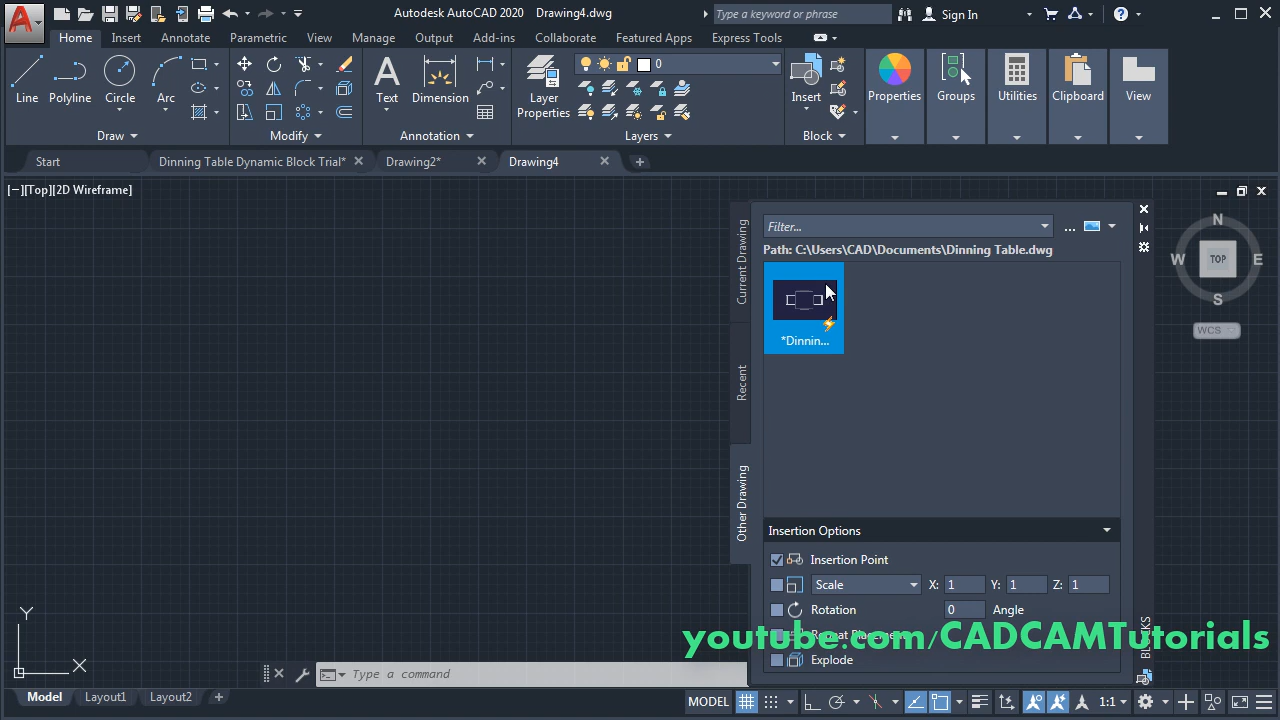 Autodesk AutoCAD 2020 Drawing4.dwg
Type a keyword or phrase
Sign In
Home Insert Annotate Parametric View Manage Output Add-ins Collaborate Featured Apps Express Tools
0
Line Polyline Circle Arc
Text Dimension
Layer Properties
Insert
Properties Groups Utilities Clipboard View
Draw Modify Annotation Layers Block
Start Dinning Table Dynamic Block Trial* Drawing2* Drawing4
[−][Top][2D Wireframe]
Filter...
Path: C:\Users\CAD\Documents\Dinning Table.dwg
Current Drawing
Recent
Other Drawing
*Dinnin...
N
W TOP E
S
WCS
Insertion Options
Insertion Point
Scale X: 1 Y: 1 Z: 1
Rotation 0 Angle
Repeat Placement
Explode
BLOCKS
youtube.com/CADCAMTutorials
Y
X
Type a command
Model Layout1 Layout2
MODEL 1:1